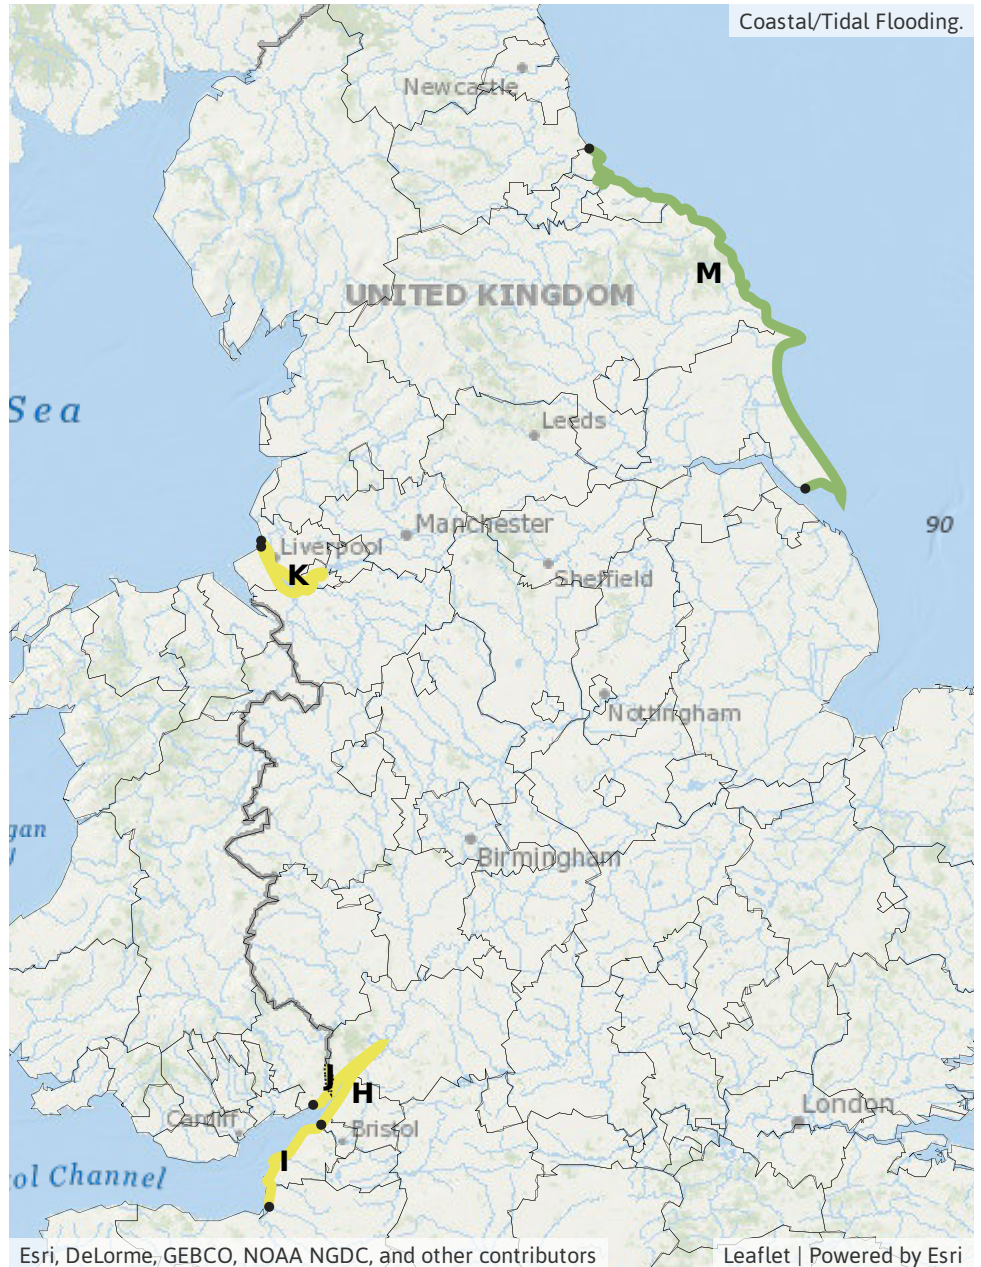 Coastal/Tidal Flooding.
Newcastle
M
UNITED KINGDOM
Sea
Leeds
Manchester
90
Liverpool
K
Sheffield
Nottingham
Birmingham
J
H
London
Cardiff
Bristol
I
ol Channel
Esri, DeLorme, GEBCO, NOAA NGDC, and other contributors
Leaflet | Powered by Esri